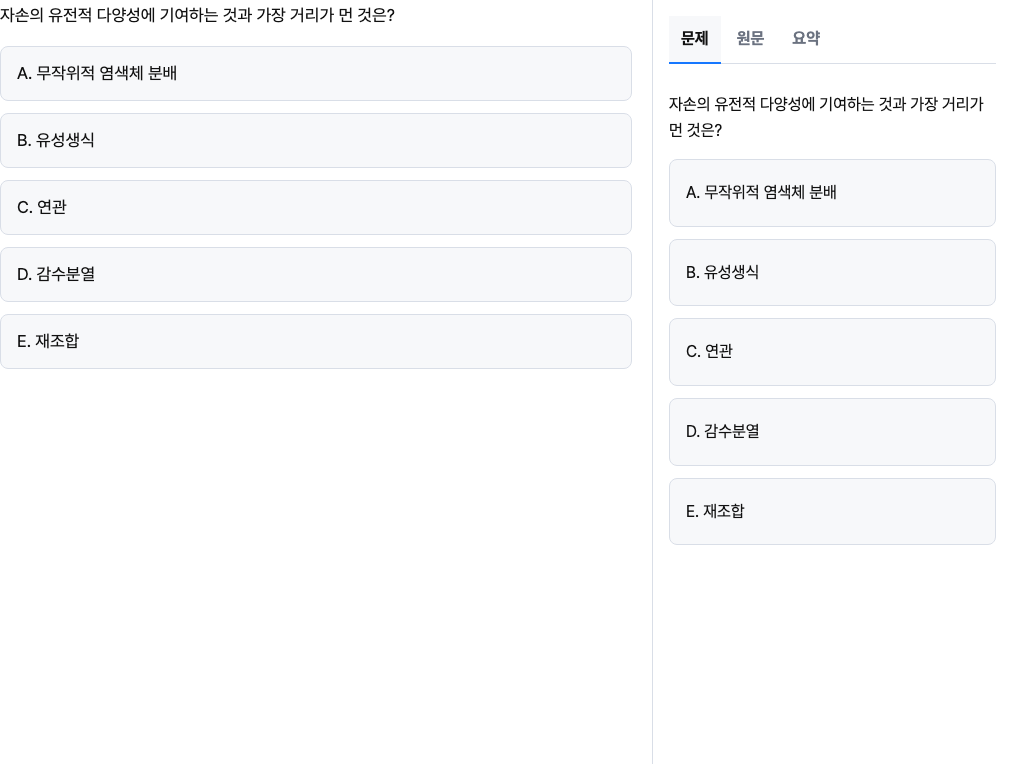 자손의 유전적 다양성에 기여하는 것과 가장 거리가 먼 것은?
A. 무작위적 염색체 분배
B. 유성생식
C. 연관
D. 감수분열
E. 재조합
문제 원문 요약
자손의 유전적 다양성에 기여하는 것과 가장 거리가
먼 것은?
A. 무작위적 염색체 분배
B. 유성생식
C. 연관
D. 감수분열
E. 재조합